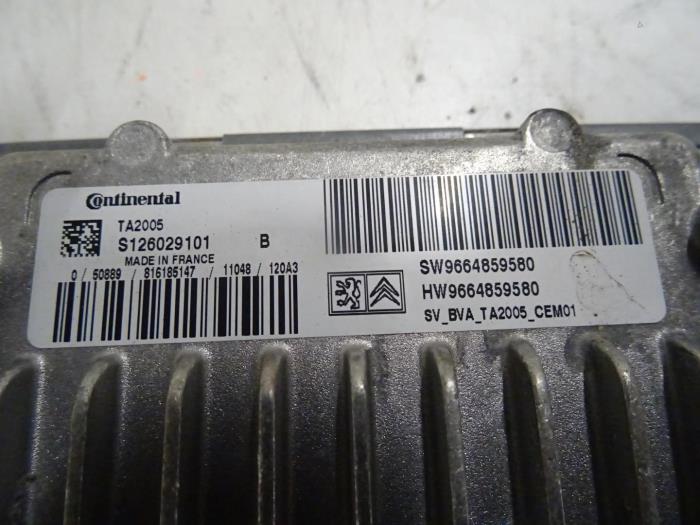 Continental
TA2005
S126029101 B
MADE IN FRANCE
0 / 50889 / 816185147 / 11048 / 120A3
SW9664859580
HW9664859580
SV_BVA_TA2005_CEM01